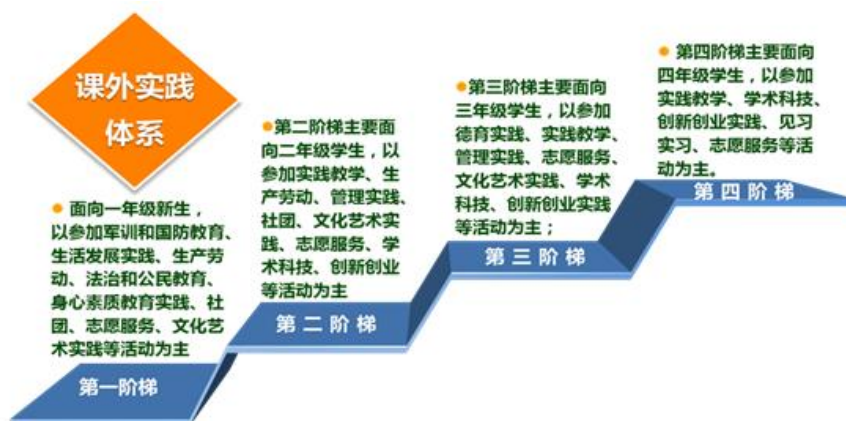 课外实践
体系
● 面向一年级新生，
以参加军训和国防教育、
生活发展实践、生产劳
动、法治和公民教育、
身心素质教育实践、社
团、志愿服务、文化艺
术实践等活动为主
第一阶梯
●第二阶梯主要面
向二年级学生，以
参加实践教学、生
产劳动、管理实践、
社团、文化艺术实
践、志愿服务、学
术科技、创新创业
等活动为主
第二阶梯
●第三阶梯主要面向
三年级学生，以参加
德育实践、实践教学、
管理实践、志愿服务、
文化艺术实践、学术
科技、创新创业实践
等活动为主；
第三阶梯
● 第四阶梯主要面向
四年级学生，以参加
实践教学、学术科技、
创新创业实践、见习
实习、志愿服务等活
动为主。
第四阶梯